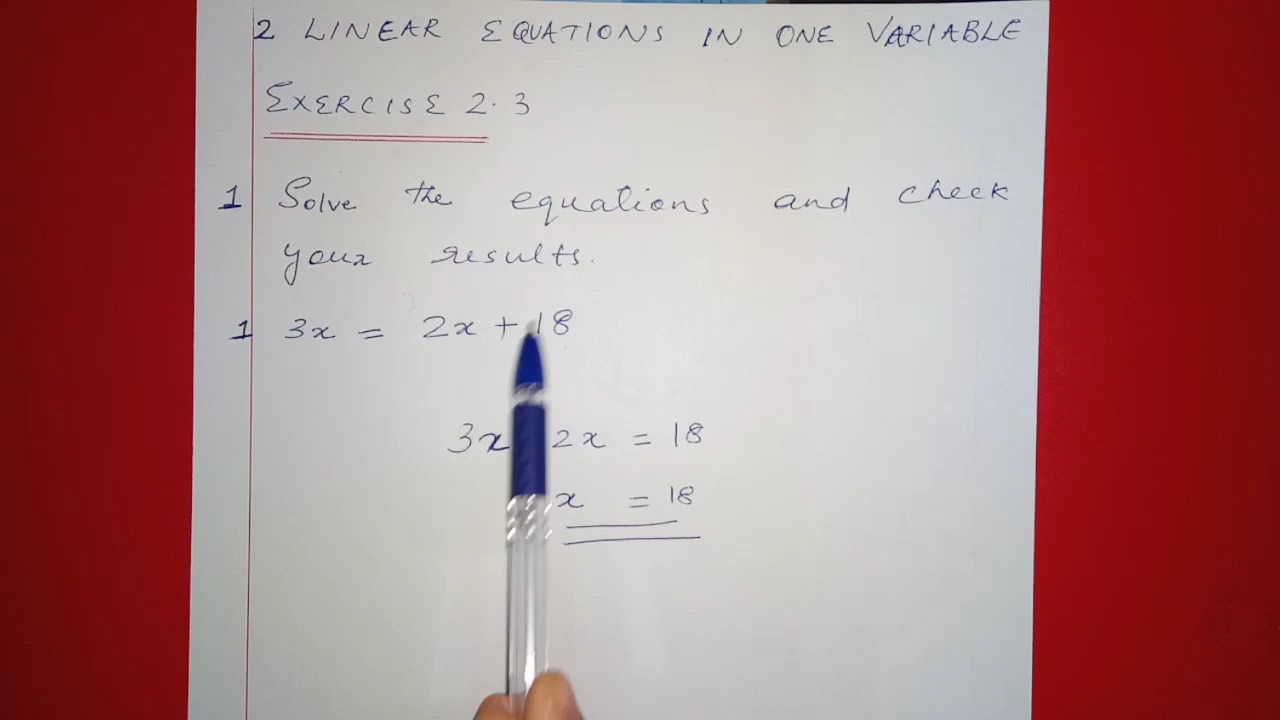 2 LINEAR EQUATIONS IN ONE VARIABLE
EXERCISE 2.3
1 Solve the equations and check
your results.
1 3x = 2x + 18
3x 2x = 18
x = 18